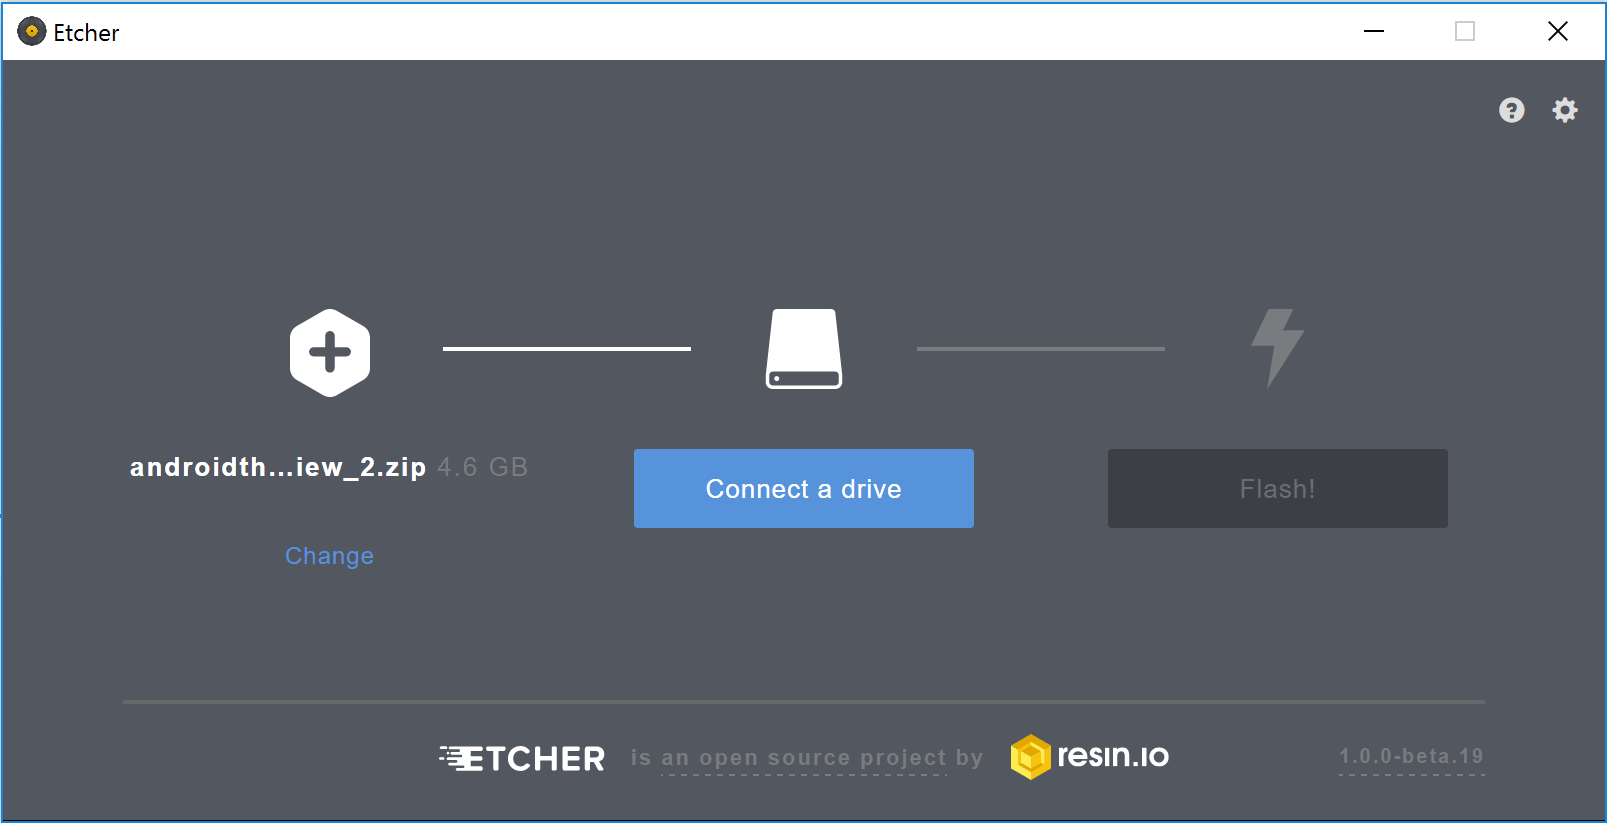 Etcher
androidth...iew_2.zip 4.6 GB
Change
Connect a drive
Flash!
ETCHER is an open source project by resin.io
1.0.0-beta.19